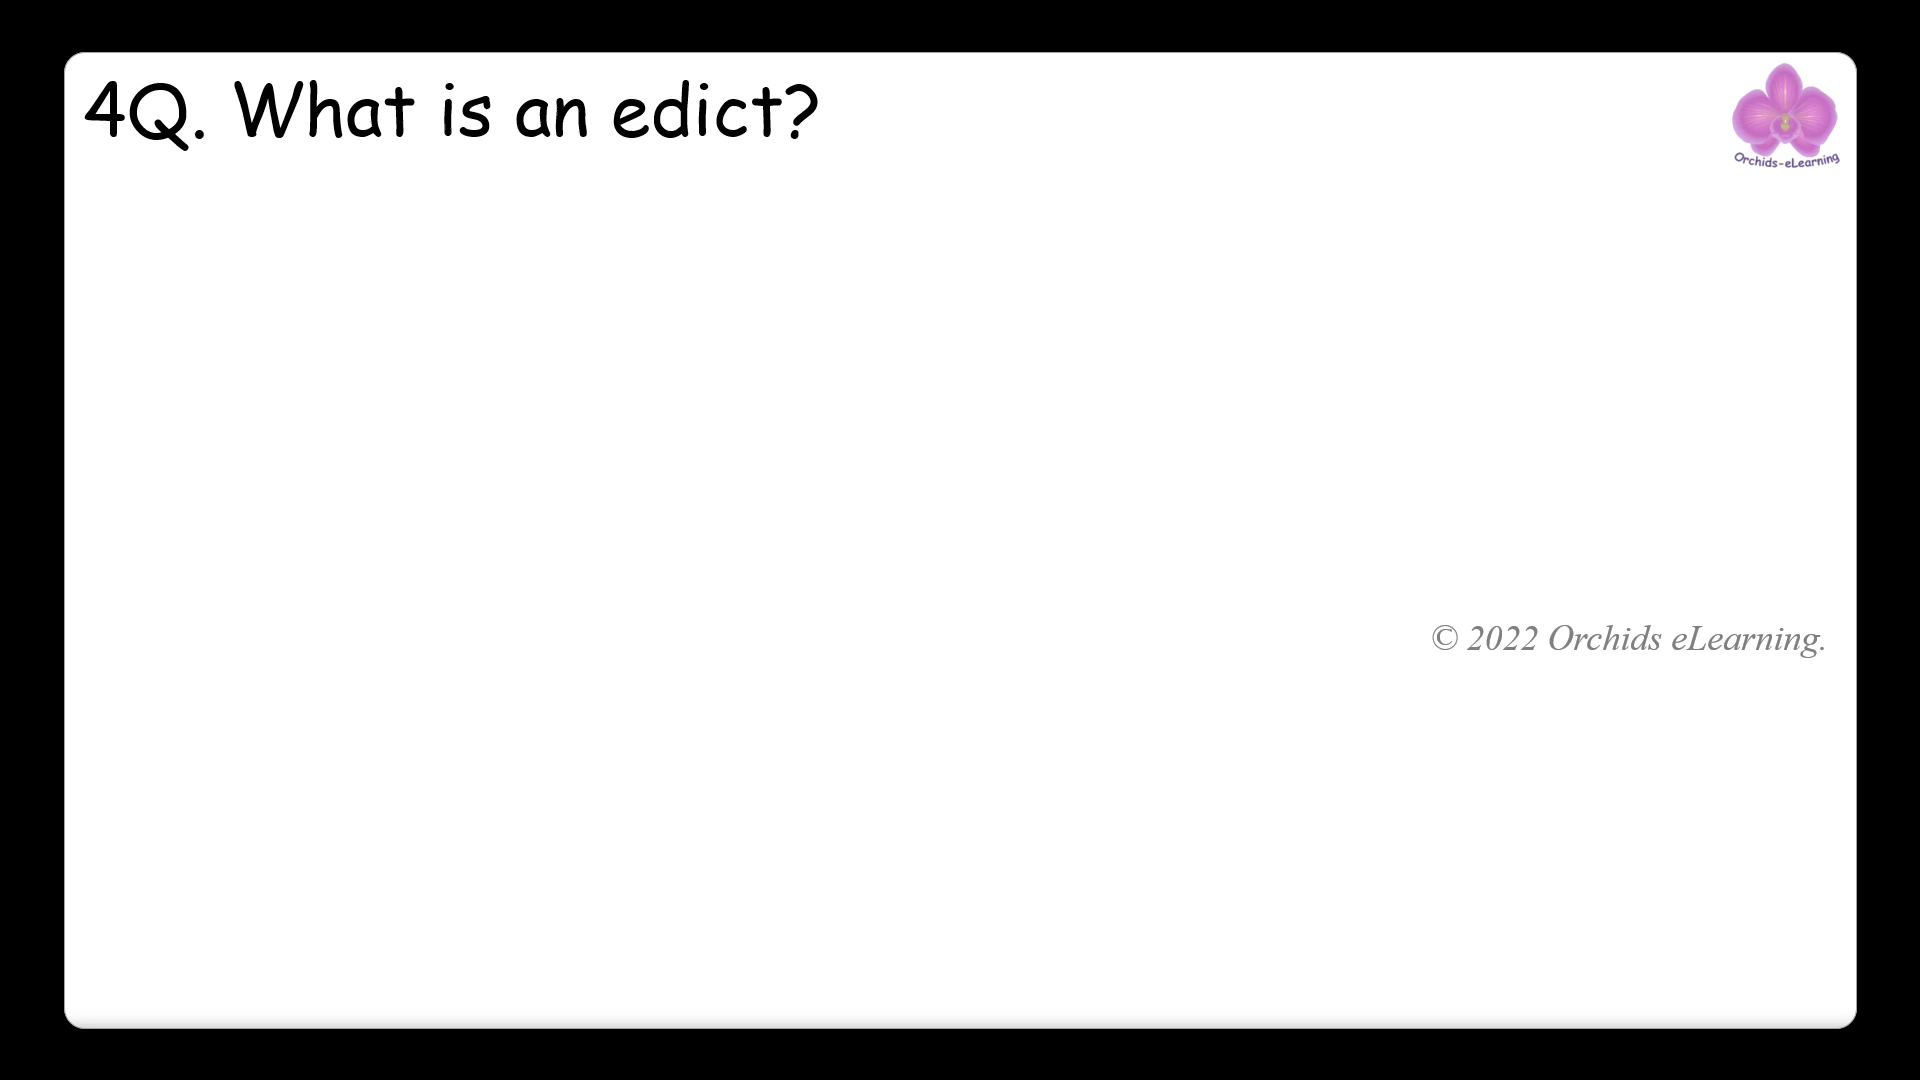 4Q. What is an edict?
Orchids-eLearning
© 2022 Orchids eLearning.